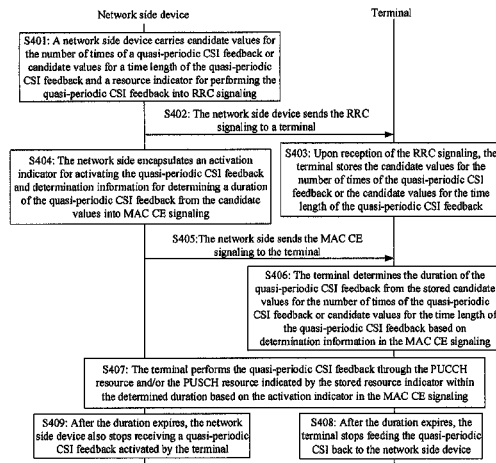 Network side device
Terminal
S401: A network side device carries candidate values for
the number of times of a quasi-periodic CSI feedback or
candidate values for a time length of the quasi-periodic
CSI feedback and a resource indicator for performing the
quasi-periodic CSI feedback into RRC signaling
S402: The network side device sends the RRC
signaling to a terminal
S404: The network side encapsulates an activation
indicator for activating the quasi-periodic CSI feedback
and determination information for determining a duration
of the quasi-periodic CSI feedback from the candidate
values into MAC CE signaling
S403: Upon reception of the RRC signaling, the
terminal stores the candidate values for the
number of times of the quasi-periodic CSI
feedback or the candidate values for the time
length of the quasi-periodic CSI feedback
S405:The network side sends the MAC CE
signaling to the terminal
S406: The terminal determines the duration of the
quasi-periodic CSI feedback from the stored candidate
values for the number of times of the quasi-periodic
CSI feedback or candidate values for the time length of
the quasi-periodic CSI feedback based on
determination information in the MAC CE signaling
S407: The terminal performs the quasi-periodic CSI feedback through the PUCCH
resource and/or the PUSCH resource indicated by the stored resource indicator within
the determined duration based on the activation indicator in the MAC CE signaling
S409: After the duration expires, the network
side device also stops receiving a quasi-periodic
CSI feedback activated by the terminal
S408: After the duration expires, the
terminal stops feeding the quasi-periodic
CSI back to the network side device